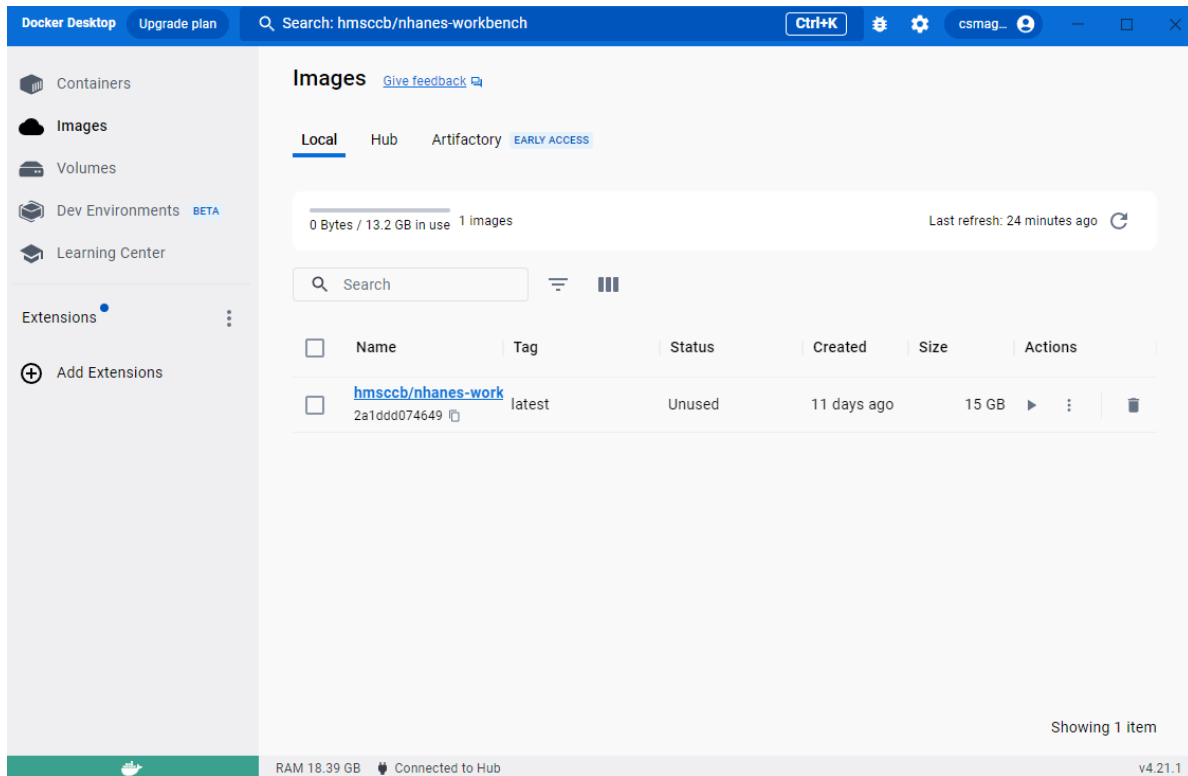 Docker Desktop Upgrade plan Search: hmsccb/nhanes-workbench Ctrl+K csmag...
Containers
Images
Volumes
Dev Environments BETA
Learning Center
Extensions
Add Extensions
Images Give feedback
Local Hub Artifactory EARLY ACCESS
0 Bytes / 13.2 GB in use 1 images Last refresh: 24 minutes ago
Search
Name Tag Status Created Size Actions
hmsccb/nhanes-work latest Unused 11 days ago 15 GB
2a1ddd074649
Showing 1 item
RAM 18.39 GB Connected to Hub v4.21.1